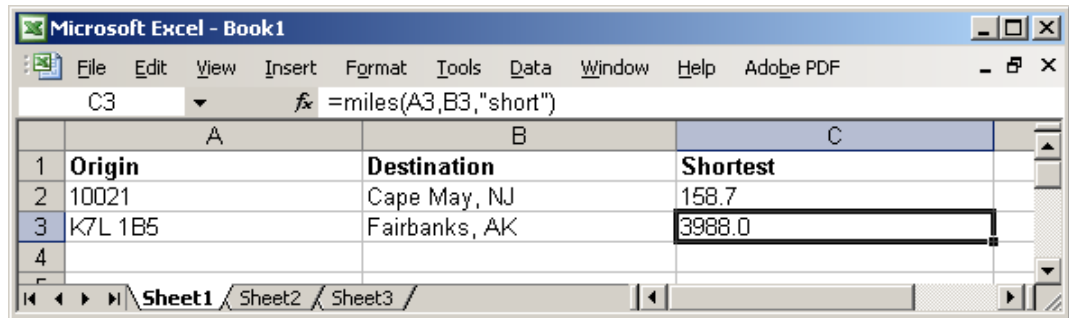 Microsoft Excel - Book1
File Edit View Insert Format Tools Data Window Help Adobe PDF
C3 fx =miles(A3,B3,"short")
A B C
1 Origin Destination Shortest
2 10021 Cape May, NJ 158.7
3 K7L 1B5 Fairbanks, AK 3988.0
4
Sheet1 Sheet2 Sheet3